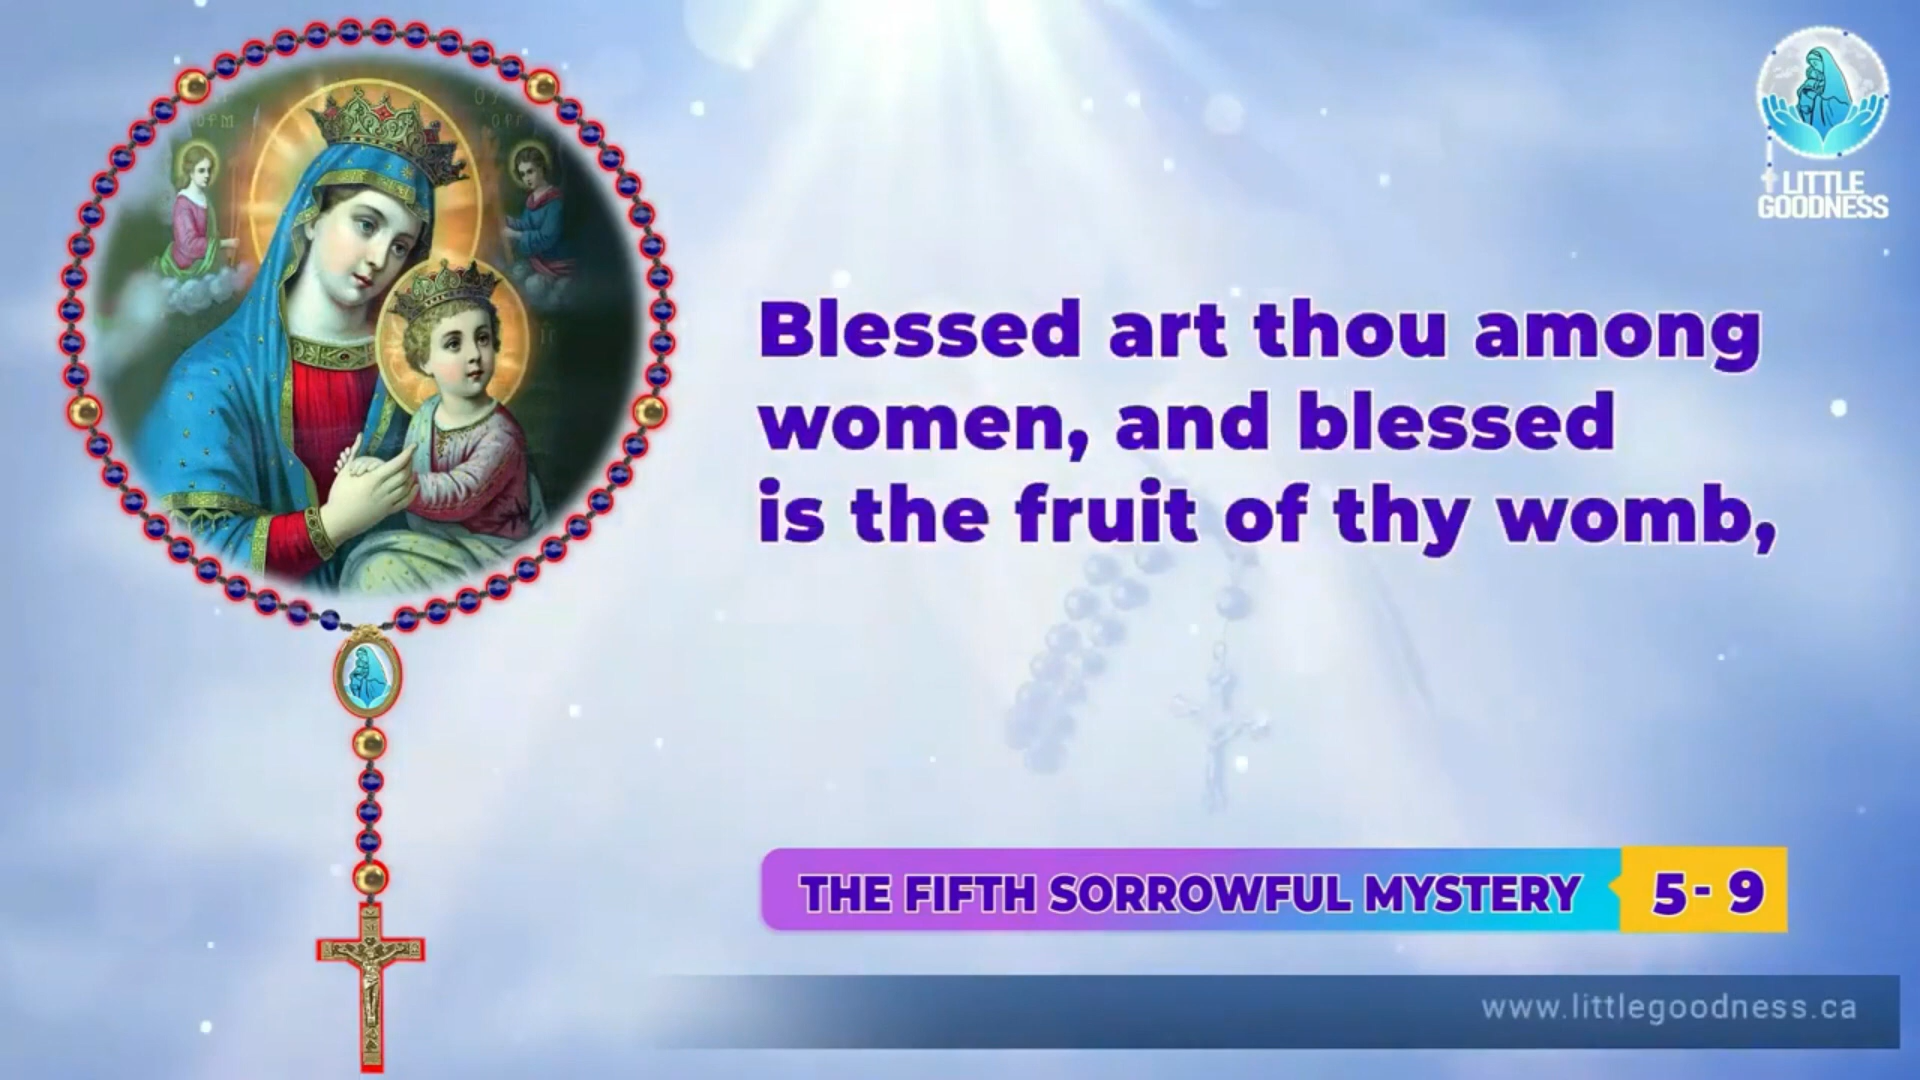 LITTLE
GOODNESS
Blessed art thou among
women, and blessed
is the fruit of thy womb,
THE FIFTH SORROWFUL MYSTERY 5- 9
www.littlegoodness.ca